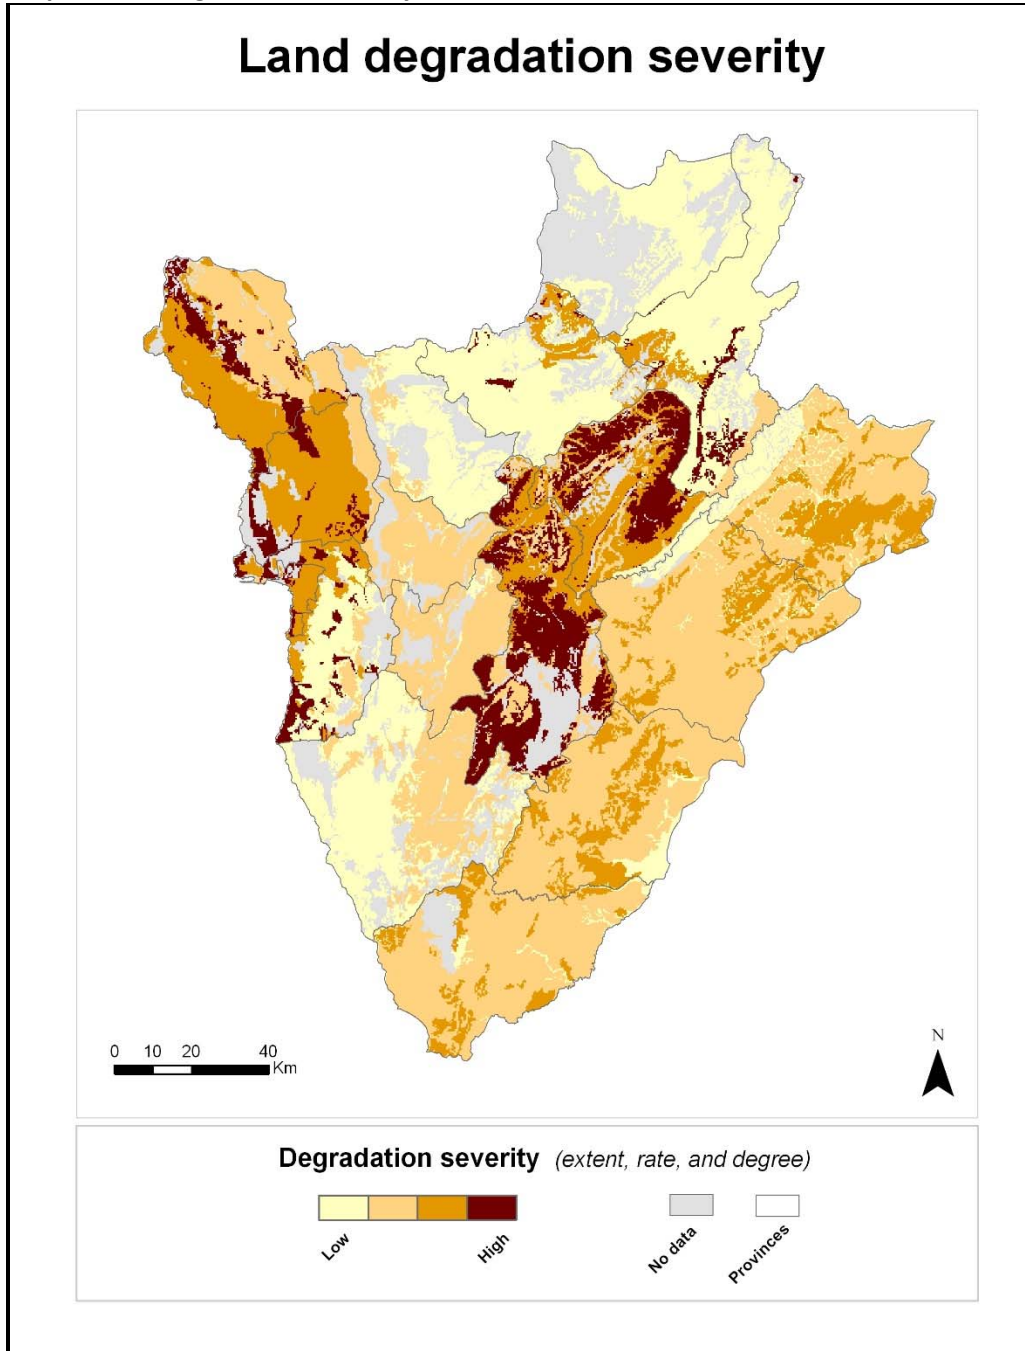 Land degradation severity
N
0 10 20 40
Km
Degradation severity (extent, rate, and degree)
Low High No data Provinces